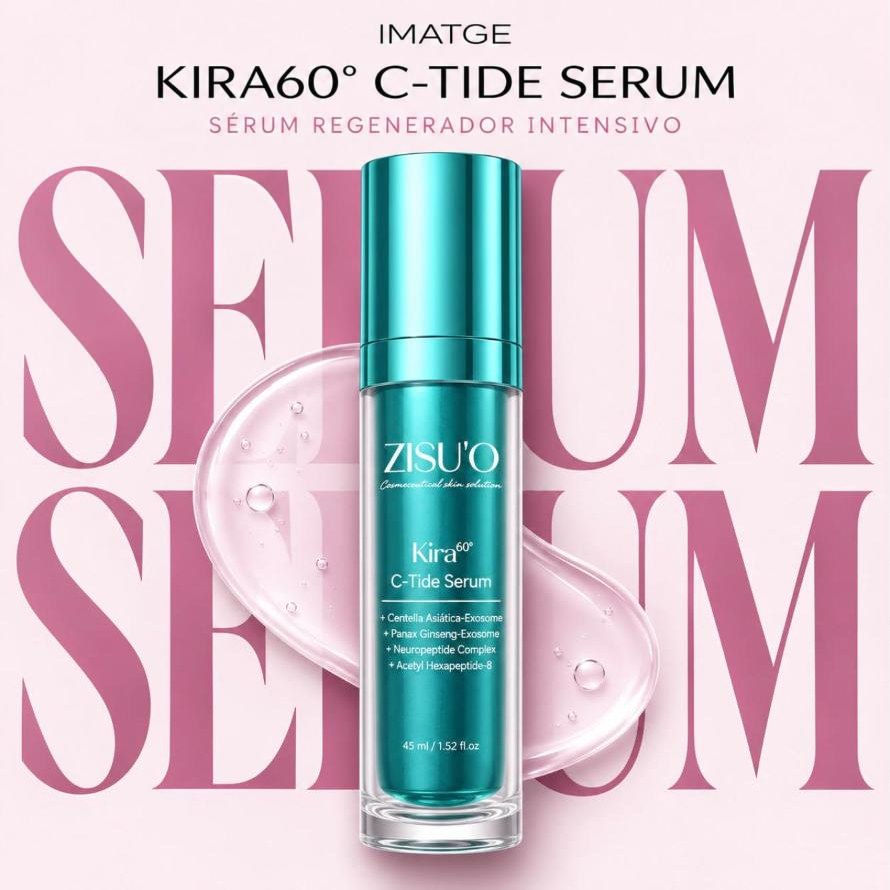 IMATGE
KIRA60° C-TIDE SERUM
SÉRUM REGENERADOR INTENSIVO
SERUM
SERUM
ZISU'O
Cosmeceutical skin solution
Kira60°
C-Tide Serum
+ Centella Asiática-Exosome
+ Panax Ginseng-Exosome
+ Neuropeptide Complex
+ Acetyl Hexapeptide-8
45 ml / 1.52 fl.oz